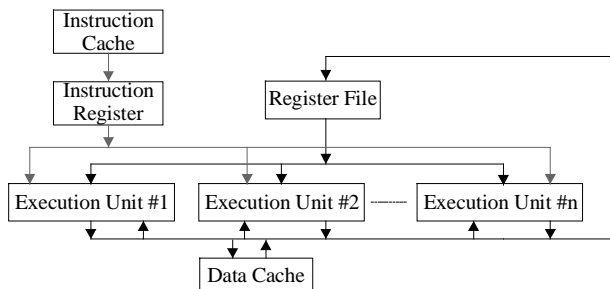 Instruction
Cache
Instruction
Register
Register File
Execution Unit #1
Execution Unit #2
Execution Unit #n
Data Cache